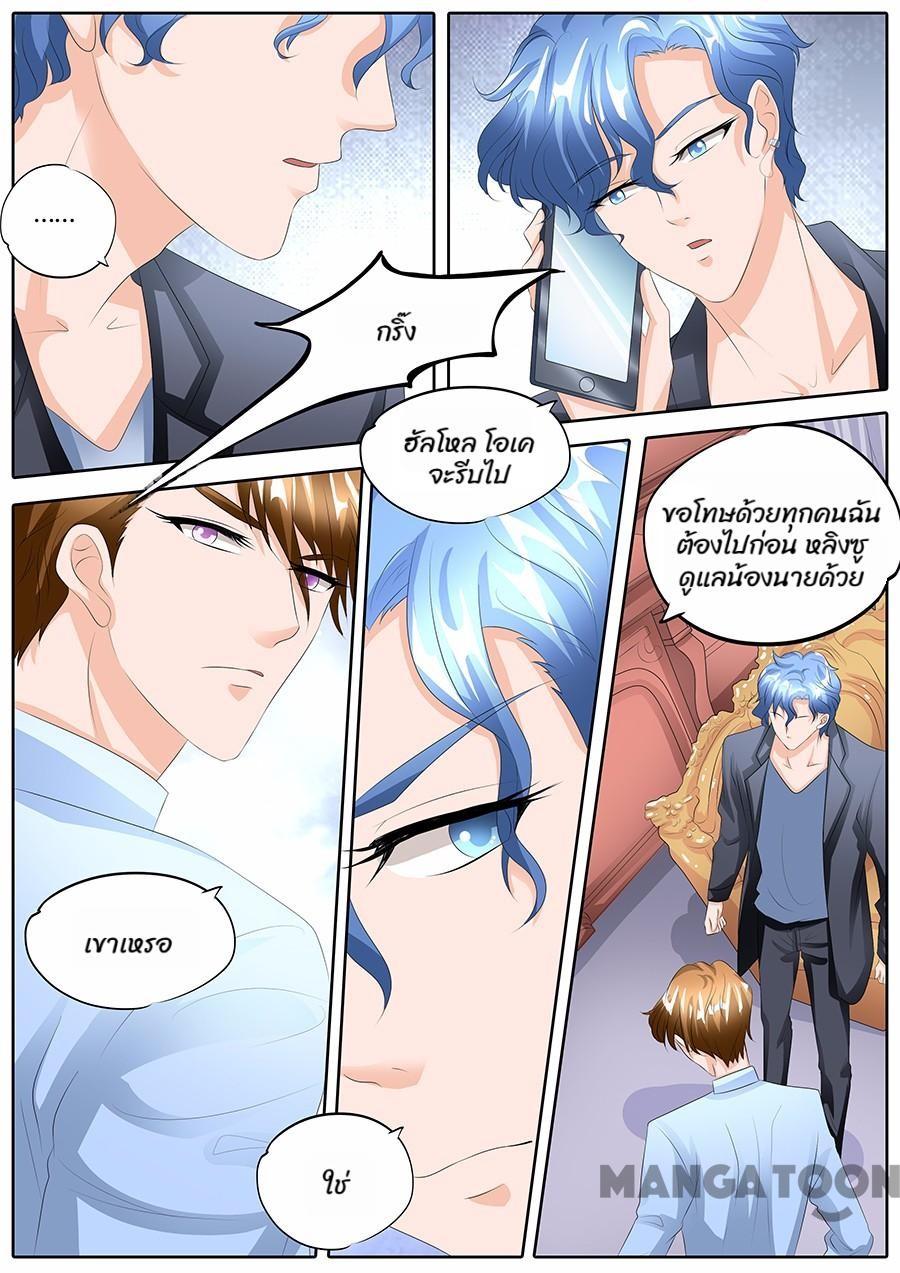 ......
กริ๊ง
ฮัลโหล โอเค
จะรีบไป
เขาเหรอ
ใช่
ขอโทษด้วยทุกคนฉัน
ต้องไปก่อน หลิงซู
ดูแลน้องนายด้วย
MANGATOON